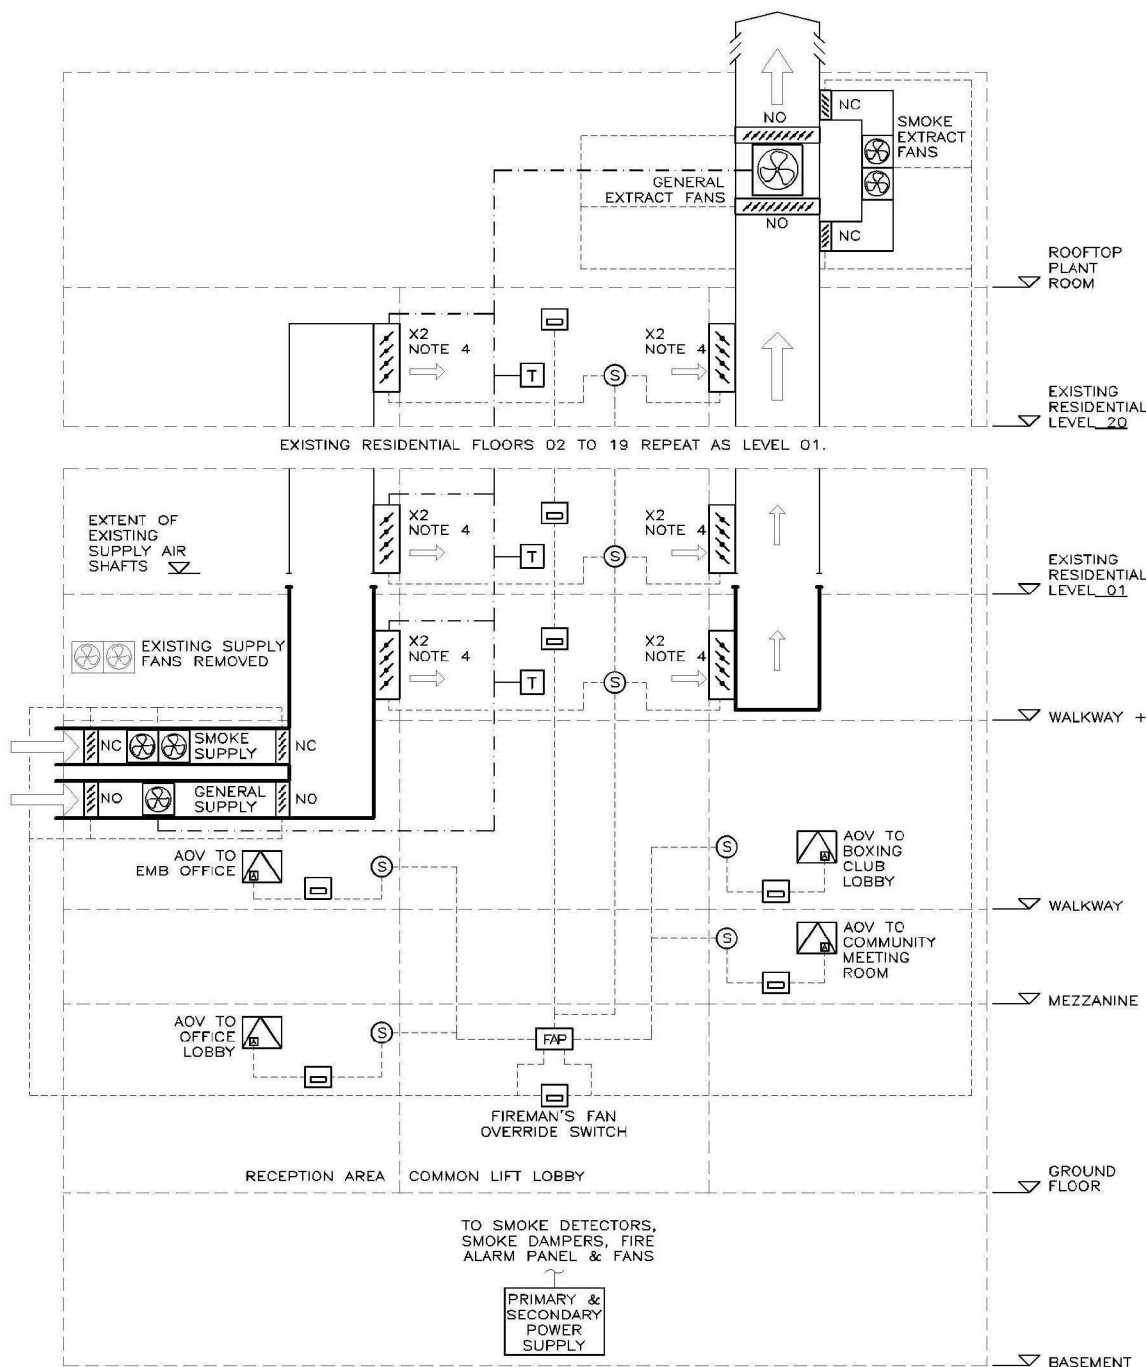 NO
NC
SMOKE
EXTRACT
FANS
GENERAL
EXTRACT FANS
NO
NC
ROOFTOP
PLANT
ROOM
X2
NOTE 4
T
S
X2
NOTE 4
EXISTING
RESIDENTIAL
LEVEL 20
EXISTING RESIDENTIAL FLOORS 02 TO 19 REPEAT AS LEVEL 01.
EXTENT OF
EXISTING
SUPPLY AIR
SHAFTS
X2
NOTE 4
T
S
X2
NOTE 4
EXISTING
RESIDENTIAL
LEVEL 01
EXISTING SUPPLY
FANS REMOVED
X2
NOTE 4
T
S
X2
NOTE 4
WALKWAY +
NC
SMOKE
SUPPLY
NC
NO
GENERAL
SUPPLY
NO
AOV TO
EMB OFFICE
A
S
S
A
AOV TO
BOXING
CLUB
LOBBY
WALKWAY
S
A
AOV TO
COMMUNITY
MEETING
ROOM
MEZZANINE
AOV TO
OFFICE
LOBBY
A
S
FAP
FIREMAN'S FAN
OVERRIDE SWITCH
RECEPTION AREA
COMMON LIFT LOBBY
GROUND
FLOOR
TO SMOKE DETECTORS,
SMOKE DAMPERS, FIRE
ALARM PANEL & FANS
PRIMARY &
SECONDARY
POWER
SUPPLY
BASEMENT